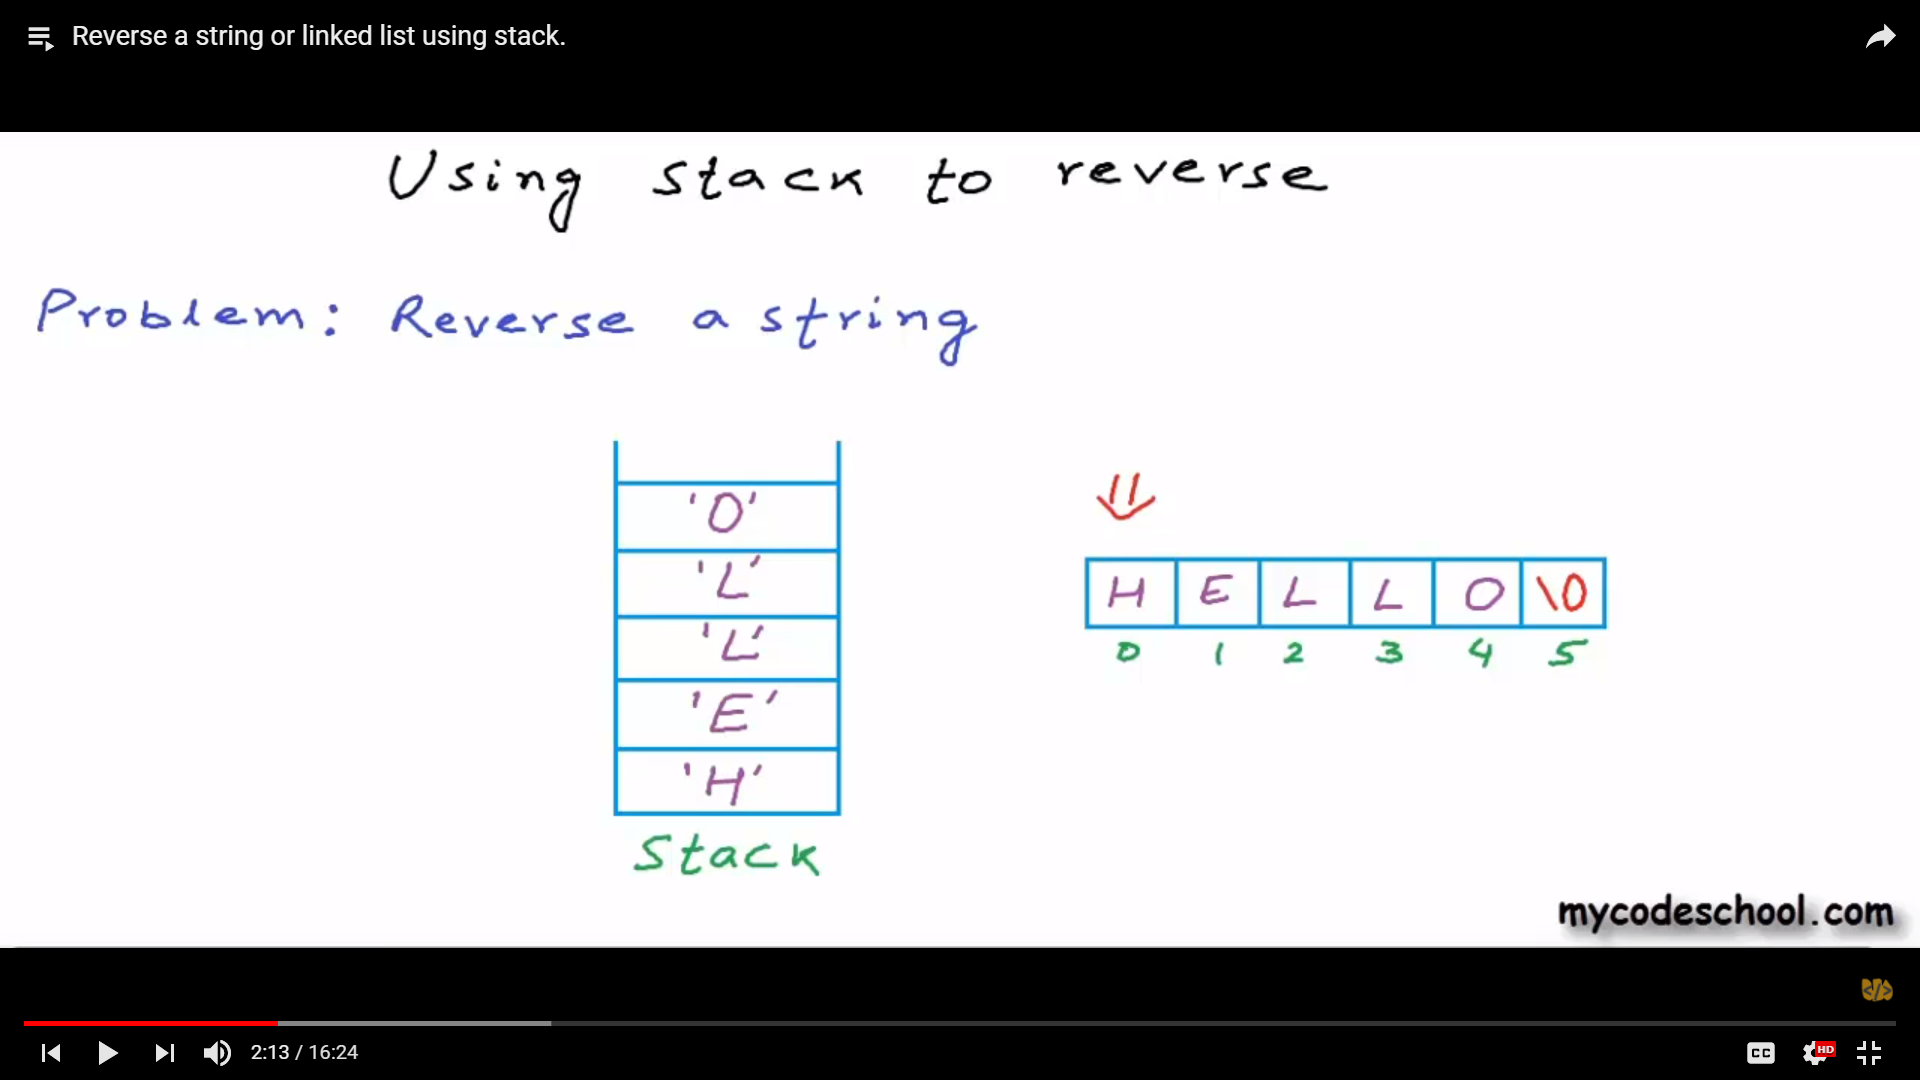 Reverse a string or linked list using stack.
Using stack to reverse
Problem: Reverse a string
'O'
'L'
'L'
'E'
'H'
Stack
H E L L O \0
0 1 2 3 4 5
mycodeschool.com
</>
2:13 / 16:24
CC
HD